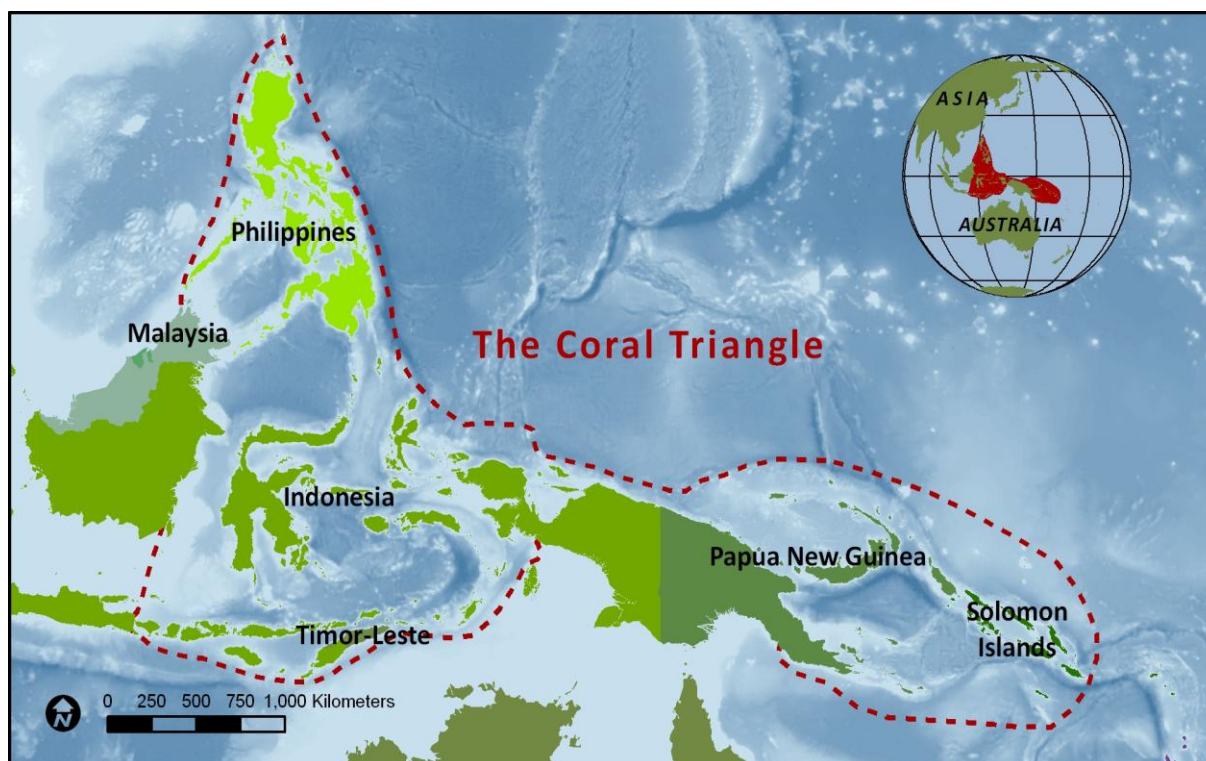 ASIA
AUSTRALIA
Philippines
Malaysia
The Coral Triangle
Indonesia
Papua New Guinea
Solomon
Islands
Timor-Leste
0 250 500 750 1,000 Kilometers
N